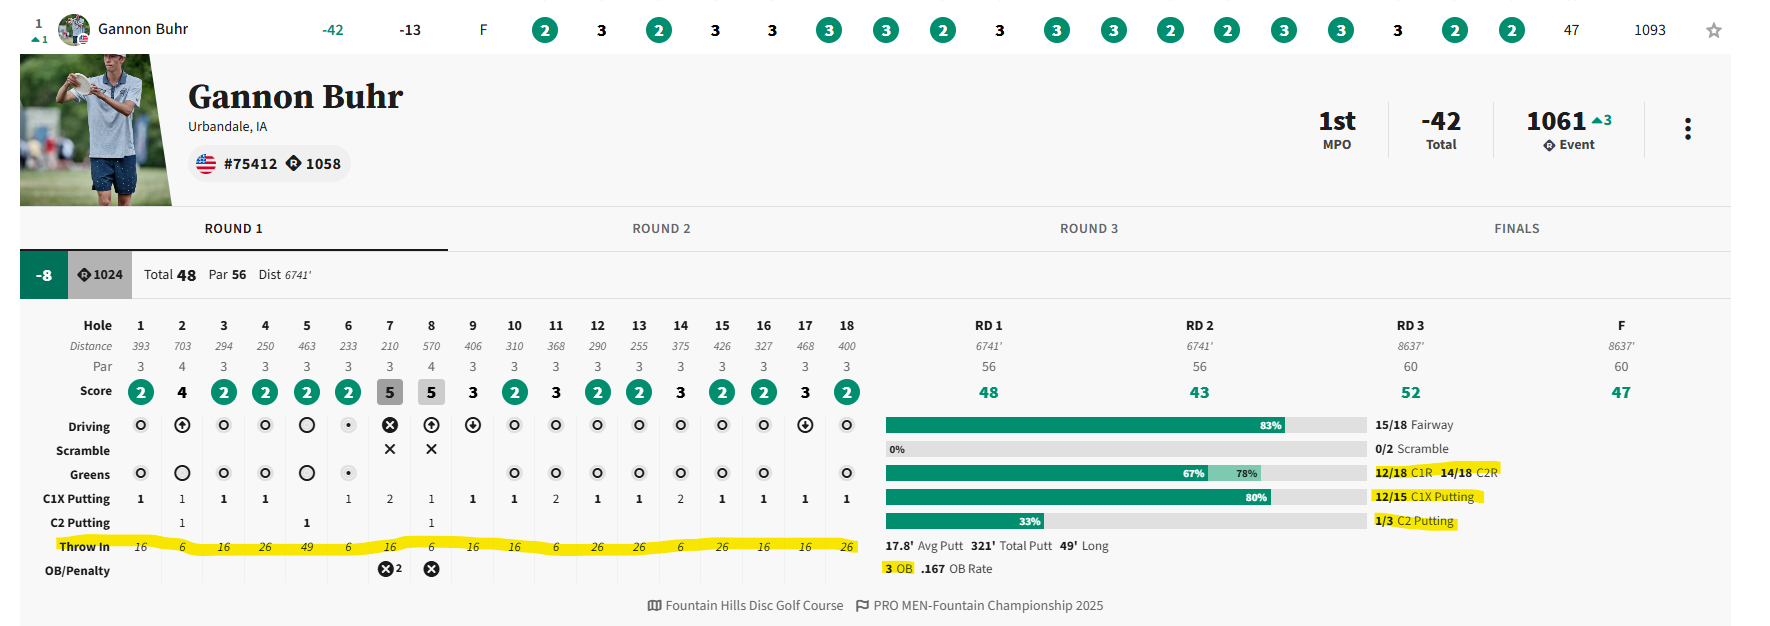 1 Gannon Buhr -42 -13 F 2 3 2 3 3 3 3 2 3 3 3 2 2 3 3 3 2 2 47 1093
1
Gannon Buhr
Urbandale, IA
#75412 R 1058
1st -42 1061 3
MPO Total R Event
ROUND 1 ROUND 2 ROUND 3 FINALS
-8 R 1024 Total 48 Par 56 Dist 6741'
Hole 1 2 3 4 5 6 7 8 9 10 11 12 13 14 15 16 17 18 RD 1 RD 2 RD 3 F
Distance 393 703 294 250 463 233 210 570 406 310 368 290 255 375 426 327 468 400 6741' 6741' 8637' 8637'
Par 3 4 3 3 3 3 3 4 3 3 3 3 3 3 3 3 3 3 56 56 60 60
Score 2 4 2 2 2 2 5 5 3 2 3 2 2 3 2 2 3 2 48 43 52 47
Driving 83% 15/18 Fairway
Scramble 0% 0/2 Scramble
Greens 67% 78% 12/18 C1R 14/18 C2R
C1X Putting 1 1 1 1 1 2 1 1 1 2 1 1 2 1 1 1 1 80% 12/15 C1X Putting
C2 Putting 1 1 1 33% 1/3 C2 Putting
Throw In 16 6 16 26 49 6 16 6 16 16 6 26 26 6 26 16 16 26 17.8' Avg Putt 321' Total Putt 49' Long
OB/Penalty 2 3 OB .167 OB Rate
Fountain Hills Disc Golf Course PRO MEN-Fountain Championship 2025